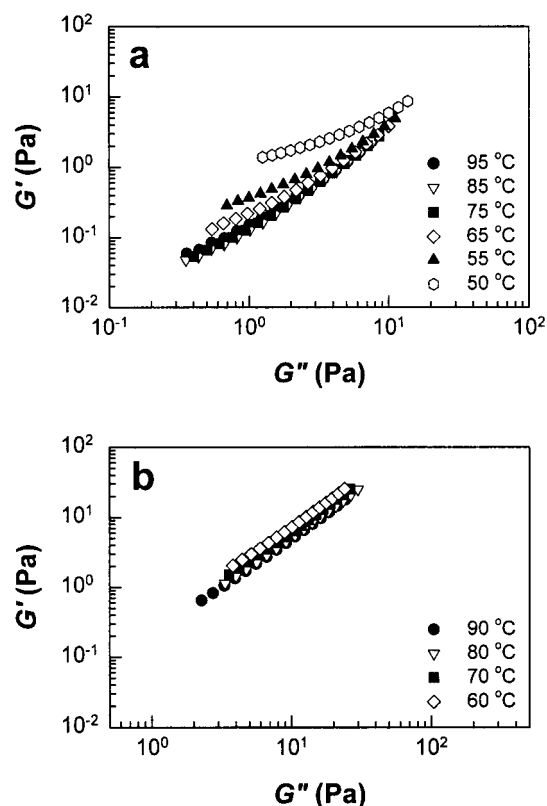 a
10²
10¹
10⁰
10⁻¹
10⁻²
G' (Pa)
95 °C
85 °C
75 °C
65 °C
55 °C
50 °C
10⁻¹ 10⁰ 10¹ 10²
G" (Pa)
b
10²
10¹
10⁰
10⁻¹
10⁻²
G' (Pa)
90 °C
80 °C
70 °C
60 °C
10⁰ 10¹ 10²
G" (Pa)